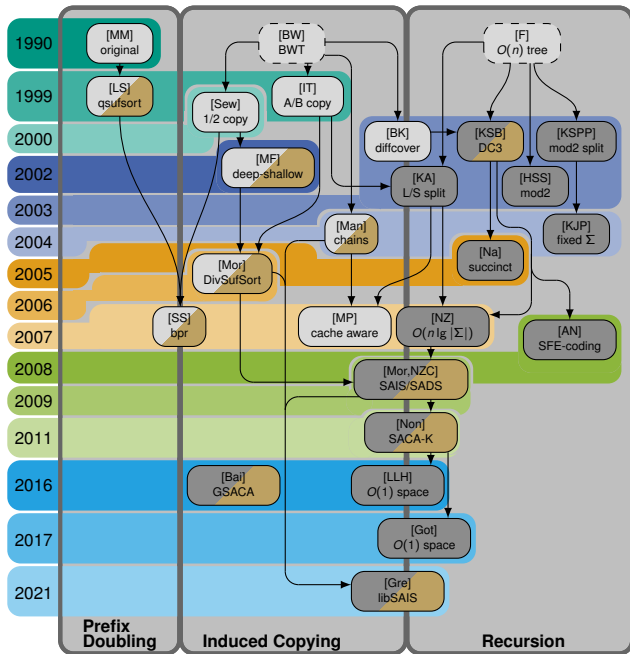 1990
[MM]
original
[BW]
BWT
[F]
O(n) tree
1999
[LS]
qsufsort
[Sew]
1/2 copy
[IT]
A/B copy
2000
[BK]
diffcover
[KSB]
DC3
[KSPP]
mod2 split
2002
[MF]
deep-shallow
[KA]
L/S split
[HSS]
mod2
2003
2004
[Man]
chains
[KJP]
fixed Σ
2005
[Mor]
DivSufSort
[Na]
succinct
2006
2007
[SS]
bpr
[MP]
cache aware
[NZ]
O(n lg |Σ|)
[AN]
SFE-coding
2008
[Mor,NZC]
SAIS/SADS
2009
2011
[Non]
SACA-K
2016
[Bai]
GSACA
[LLH]
O(1) space
2017
[Got]
O(1) space
2021
[Gre]
libSAIS
Prefix
Doubling
Induced Copying
Recursion